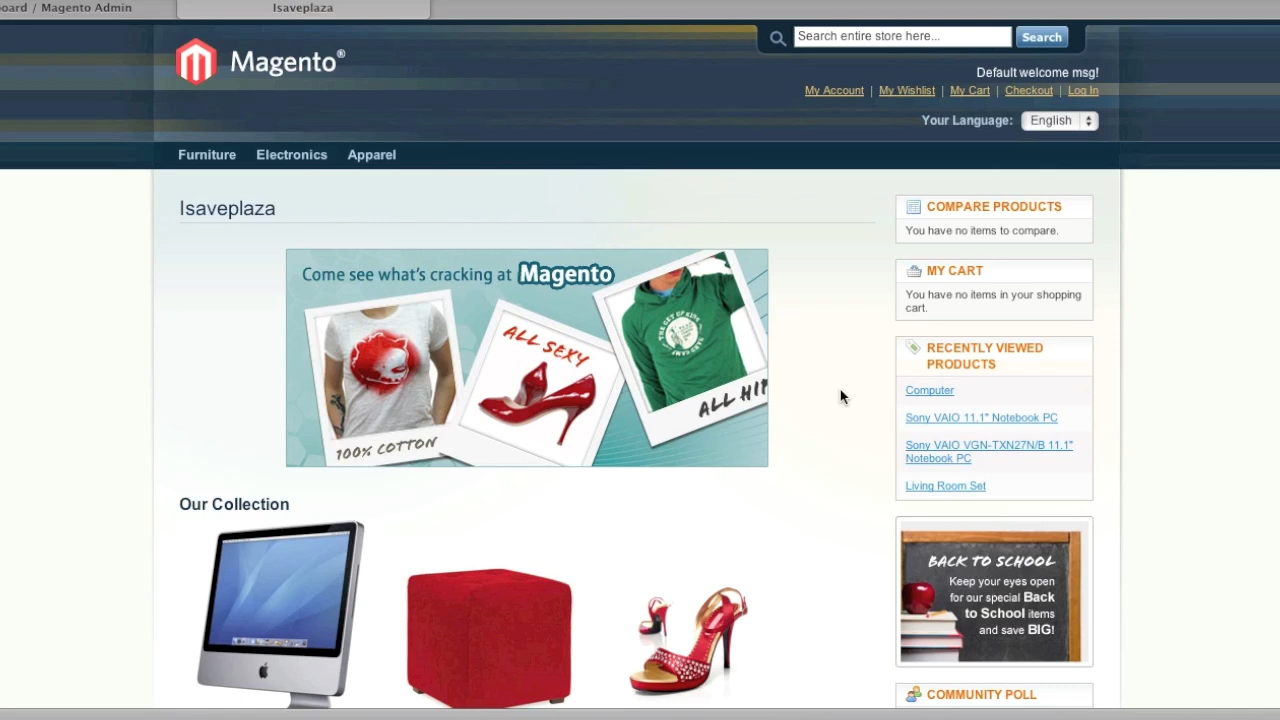 oard / Magento Admin
Isaveplaza
Magento®
Search entire store here...
Search
Default welcome msg!
My Account | My Wishlist | My Cart | Checkout | Log In
Your Language: English
Furniture Electronics Apparel
Isaveplaza
Come see what's cracking at Magento
100% COTTON
ALL SEXY
ALL HIP
Our Collection
COMPARE PRODUCTS
You have no items to compare.
MY CART
You have no items in your shopping
cart.
RECENTLY VIEWED
PRODUCTS
Computer
Sony VAIO 11.1" Notebook PC
Sony VAIO VGN-TXN27N/B 11.1"
Notebook PC
Living Room Set
BACK TO SCHOOL
Keep your eyes open
for our special Back
to School items
and save BIG!
COMMUNITY POLL